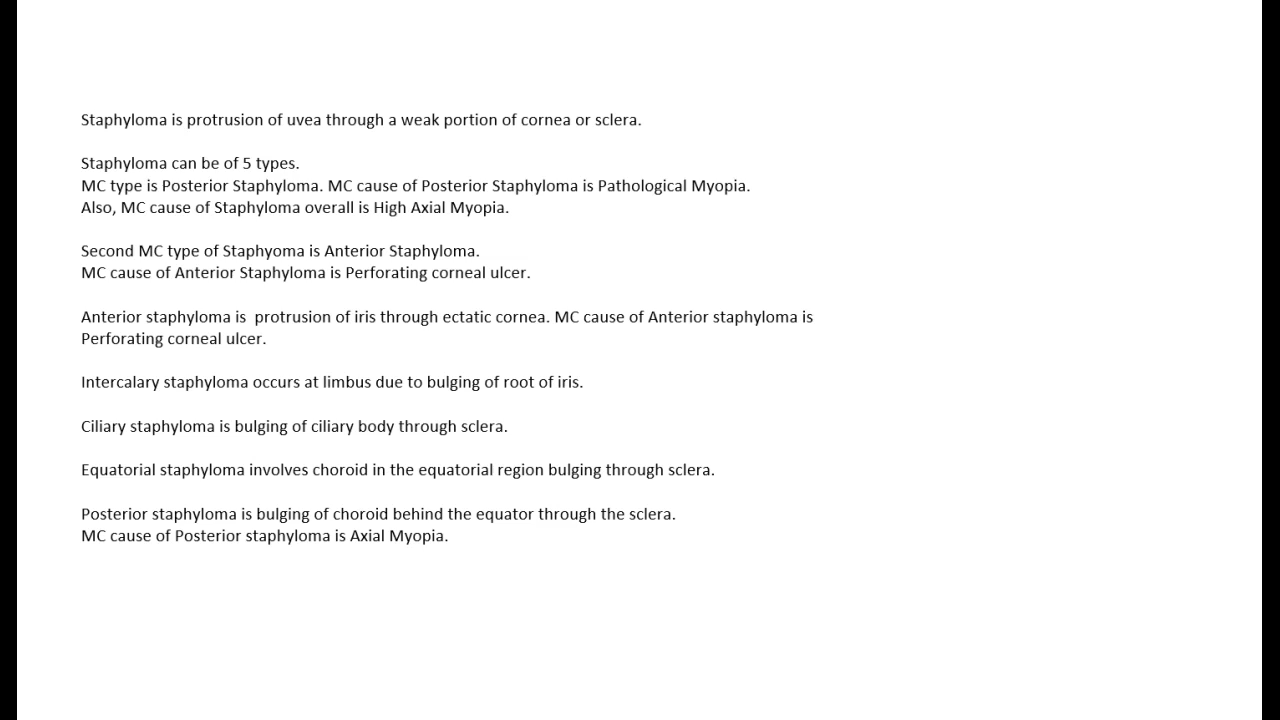 Staphyloma is protrusion of uvea through a weak portion of cornea or sclera.
Staphyloma can be of 5 types.
MC type is Posterior Staphyloma. MC cause of Posterior Staphyloma is Pathological Myopia.
Also, MC cause of Staphyloma overall is High Axial Myopia.
Second MC type of Staphyoma is Anterior Staphyloma.
MC cause of Anterior Staphyloma is Perforating corneal ulcer.
Anterior staphyloma is  protrusion of iris through ectatic cornea. MC cause of Anterior staphyloma is
Perforating corneal ulcer.
Intercalary staphyloma occurs at limbus due to bulging of root of iris.
Ciliary staphyloma is bulging of ciliary body through sclera.
Equatorial staphyloma involves choroid in the equatorial region bulging through sclera.
Posterior staphyloma is bulging of choroid behind the equator through the sclera.
MC cause of Posterior staphyloma is Axial Myopia.